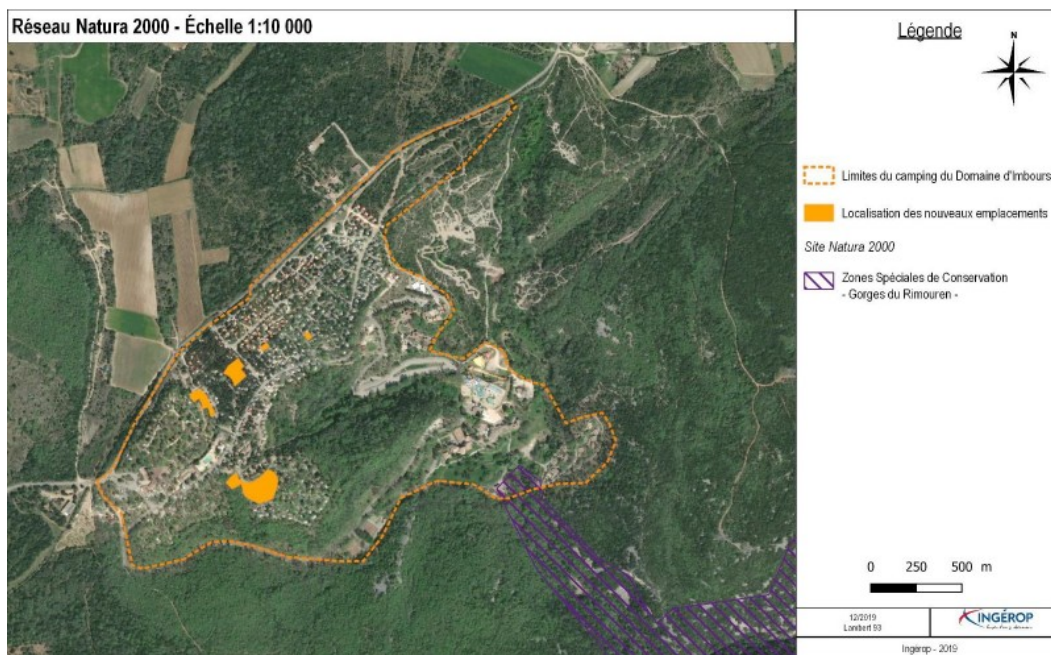 Réseau Natura 2000 - Échelle 1:10 000
Légende
N
Limites du camping du Domaine d'Imbours
Localisation des nouveaux emplacements
Site Natura 2000
Zones Spéciales de Conservation
- Gorges du Rimouren -
0 250 500 m
12/2019
Lambert 93
INGÉROP
Ingérop - 2019